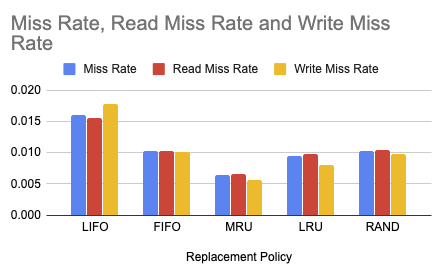 Miss Rate, Read Miss Rate and Write Miss
Rate
Miss Rate Read Miss Rate Write Miss Rate
0.020
0.015
0.010
0.005
0.000
LIFO FIFO MRU LRU RAND
Replacement Policy